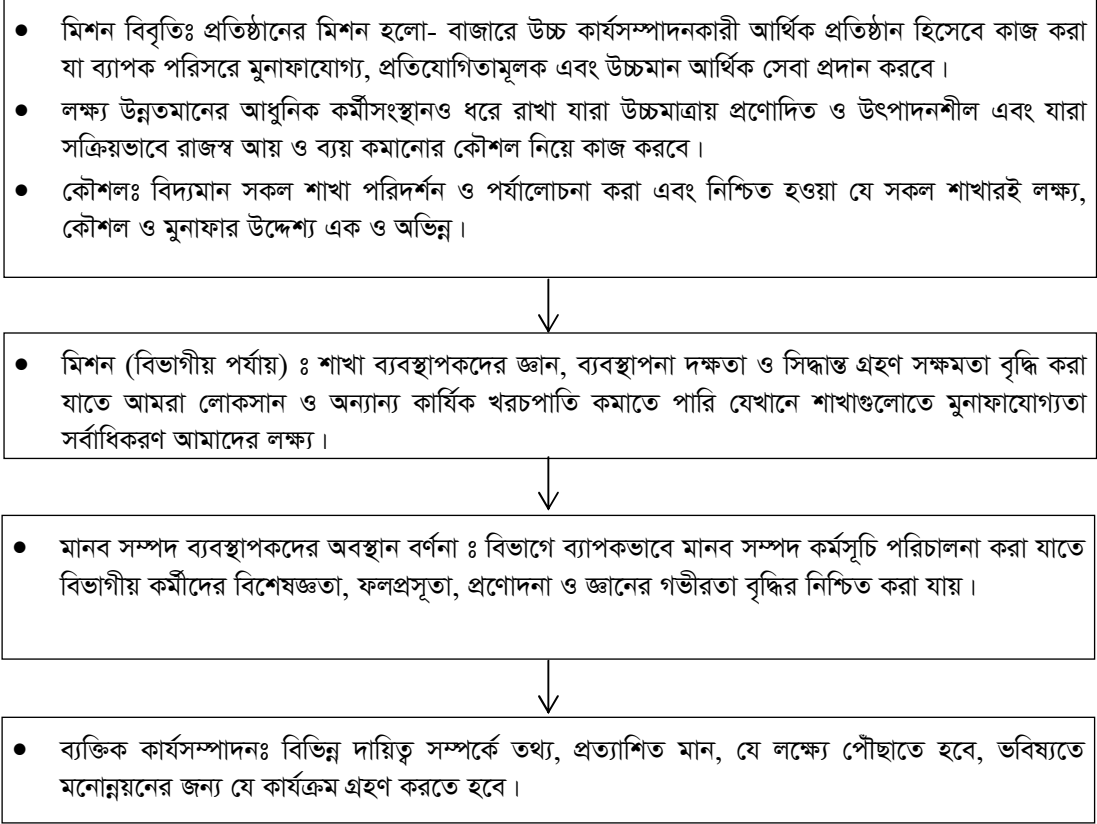 ● মিশন বিবৃতিঃ প্রতিষ্ঠানের মিশন হলো- বাজারে উচ্চ কার্যসম্পাদনকারী আর্থিক প্রতিষ্ঠান হিসেবে কাজ করা
যা ব্যাপক পরিসরে মুনাফাযোগ্য, প্রতিযোগিতামূলক এবং উচ্চমান আর্থিক সেবা প্রদান করবে।
● লক্ষ্য উন্নতমানের আধুনিক কর্মীসংস্থানও ধরে রাখা যারা উচ্চমাত্রায় প্রণোদিত ও উৎপাদনশীল এবং যারা
সক্রিয়ভাবে রাজস্ব আয় ও ব্যয় কমানোর কৌশল নিয়ে কাজ করবে।
● কৌশলঃ বিদ্যমান সকল শাখা পরিদর্শন ও পর্যালোচনা করা এবং নিশ্চিত হওয়া যে সকল শাখারই লক্ষ্য,
কৌশল ও মুনাফার উদ্দেশ্য এক ও অভিন্ন।
● মিশন (বিভাগীয় পর্যায়) ঃ শাখা ব্যবস্থাপকদের জ্ঞান, ব্যবস্থাপনা দক্ষতা ও সিদ্ধান্ত গ্রহণ সক্ষমতা বৃদ্ধি করা
যাতে আমরা লোকসান ও অন্যান্য কার্যিক খরচপাতি কমাতে পারি যেখানে শাখাগুলোতে মুনাফাযোগ্যতা
সর্বাধিকরণ আমাদের লক্ষ্য।
● মানব সম্পদ ব্যবস্থাপকদের অবস্থান বর্ণনা ঃ বিভাগে ব্যাপকভাবে মানব সম্পদ কর্মসূচি পরিচালনা করা যাতে
বিভাগীয় কর্মীদের বিশেষজ্ঞতা, ফলপ্রসূতা, প্রণোদনা ও জ্ঞানের গভীরতা বৃদ্ধির নিশ্চিত করা যায়।
● ব্যক্তিক কার্যসম্পাদনঃ বিভিন্ন দায়িত্ব সম্পর্কে তথ্য, প্রত্যাশিত মান, যে লক্ষ্যে পৌঁছাতে হবে, ভবিষ্যতে
মনোন্নয়নের জন্য যে কার্যক্রম গ্রহণ করতে হবে।